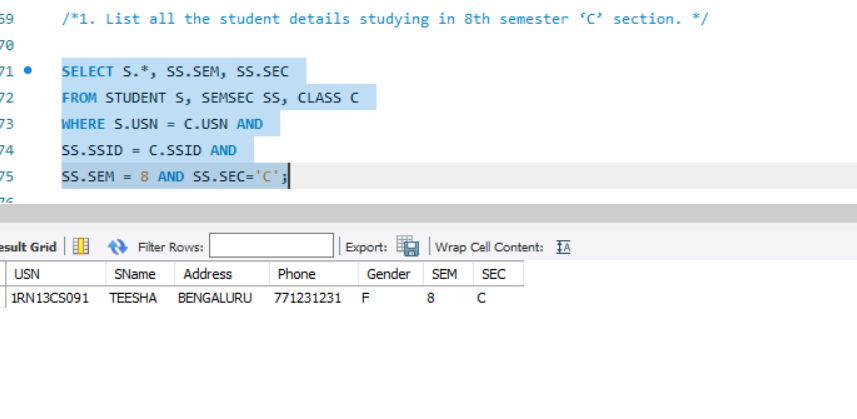 69 /*1. List all the student details studying in 8th semester ‘C’ section. */
70
71 SELECT S.*, SS.SEM, SS.SEC
72 FROM STUDENT S, SEMSEC SS, CLASS C
73 WHERE S.USN = C.USN AND
74 SS.SSID = C.SSID AND
75 SS.SEM = 8 AND SS.SEC='C';
76
esult Grid Filter Rows: Export: Wrap Cell Content: IA
USN SName Address Phone Gender SEM SEC
1RN13CS091 TEESHA BENGALURU 771231231 F 8 C